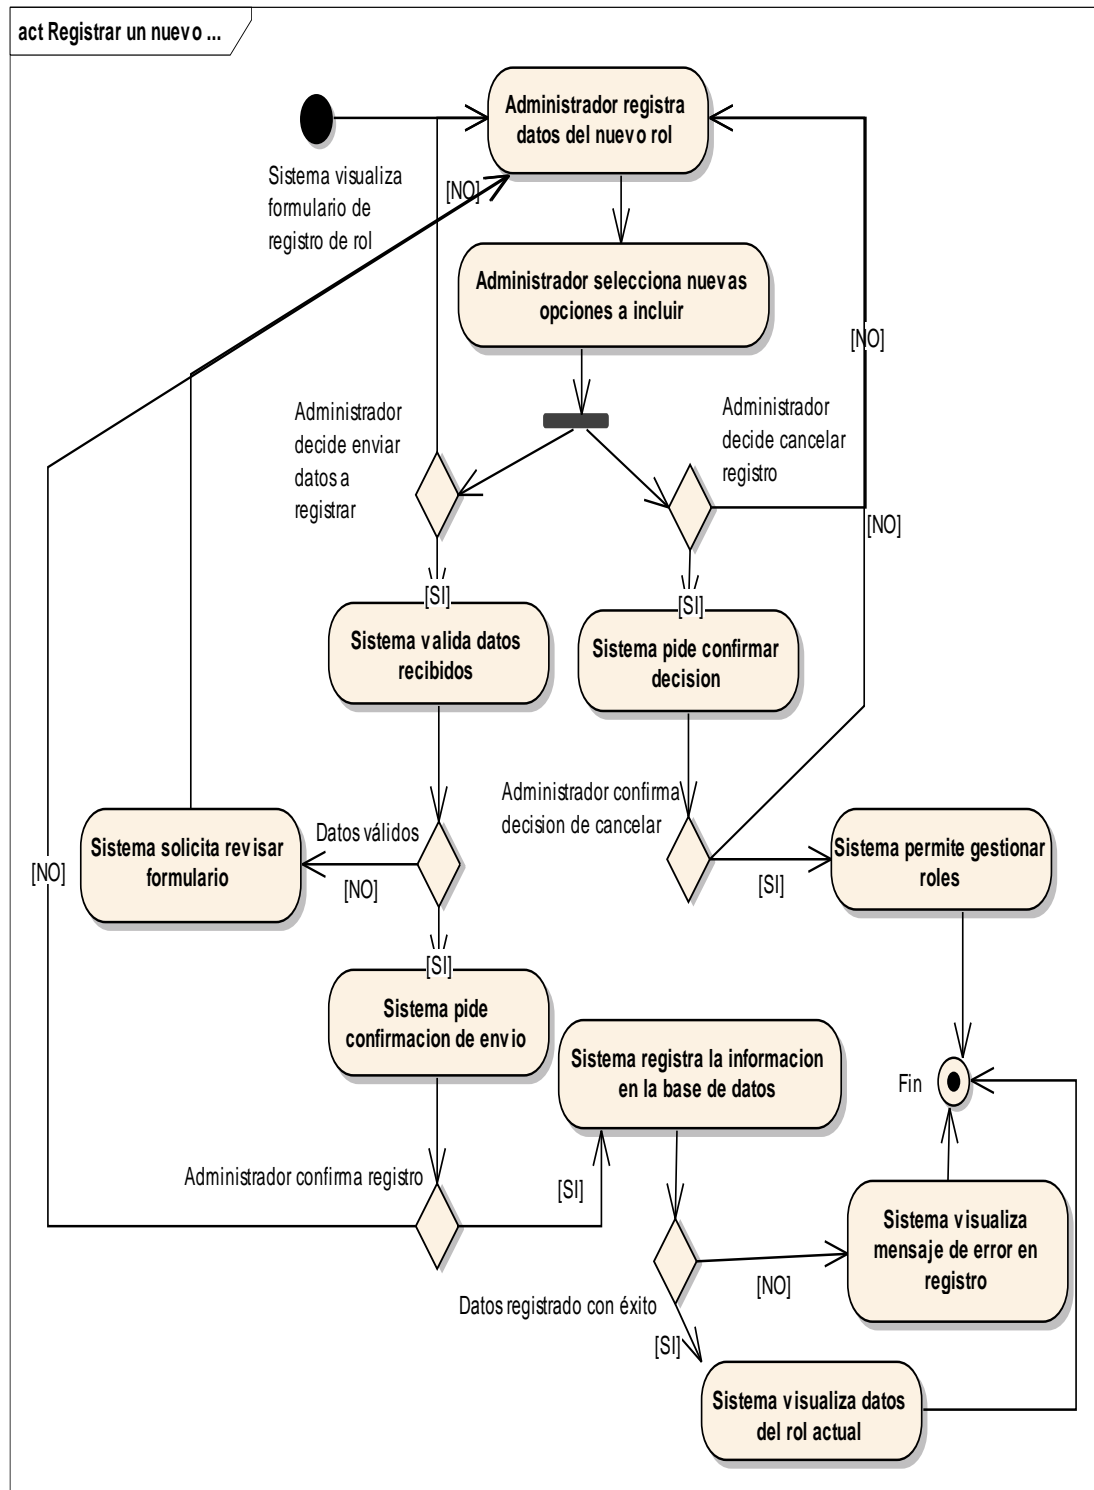 act Registrar un nuevo ...
Administrador registra
datos del nuevo rol
Sistema visualiza
formulario de
registro de rol
[NO]
Administrador selecciona nuevas
opciones a incluir
[NO]
Administrador
decide enviar
datos a
registrar
Administrador
decide cancelar
registro
[NO]
[SI]
[SI]
Sistema valida datos
recibidos
Sistema pide confirmar
decision
Administrador confirma
decision de cancelar
Datos válidos
Sistema solicita revisar
formulario
[NO]
[NO]
Sistema permite gestionar
roles
[SI]
[SI]
Sistema pide
confirmacion de envio
Sistema registra la informacion
en la base de datos
Fin
Administrador confirma registro
[SI]
Sistema visualiza
mensaje de error en
registro
[NO]
Datos registrado con éxito
[SI]
Sistema visualiza datos
del rol actual